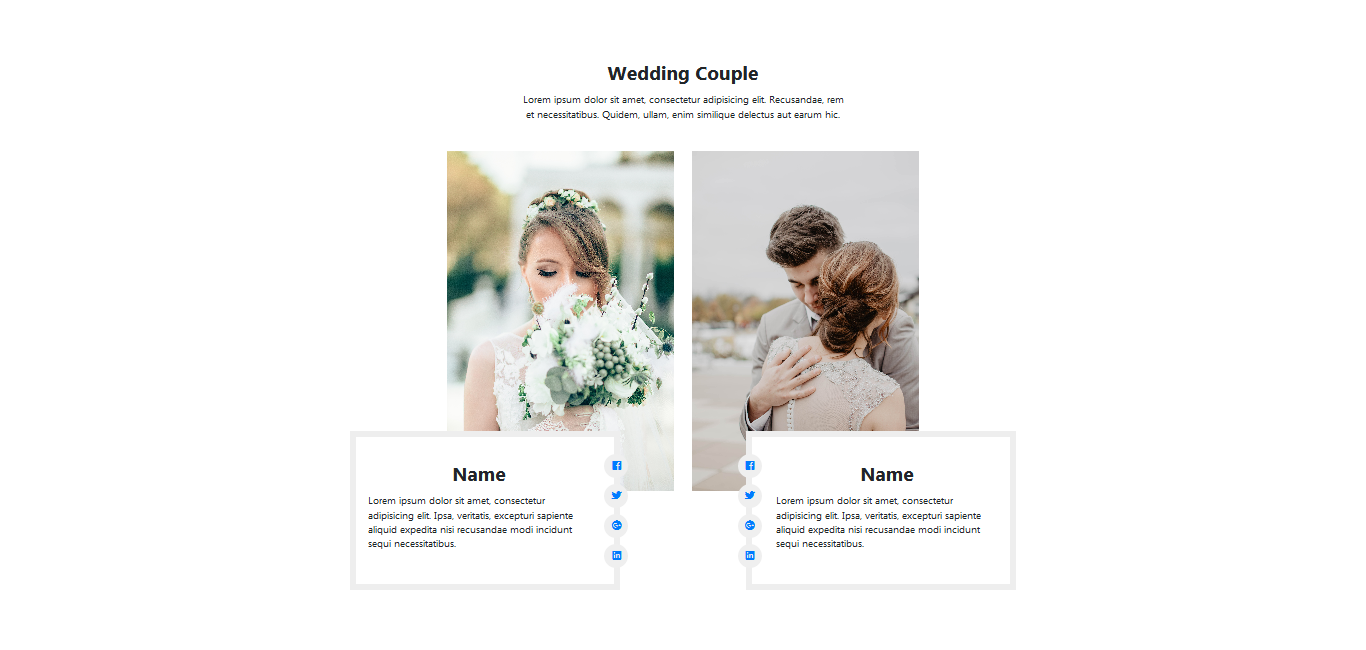 Wedding Couple
Lorem ipsum dolor sit amet, consectetur adipisicing elit. Recusandae, rem
et necessitatibus. Quidem, ullam, enim similique delectus aut earum hic.
Name
Lorem ipsum dolor sit amet, consectetur
adipisicing elit. Ipsa, veritatis, excepturi sapiente
aliquid expedita nisi recusandae modi incidunt
sequi necessitatibus.
Name
Lorem ipsum dolor sit amet, consectetur
adipisicing elit. Ipsa, veritatis, excepturi sapiente
aliquid expedita nisi recusandae modi incidunt
sequi necessitatibus.